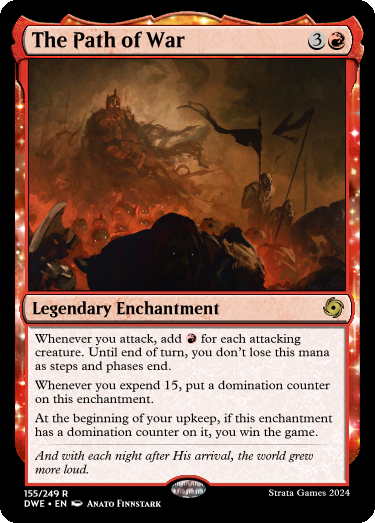 The Path of War 3
Legendary Enchantment
Whenever you attack, add for each attacking
creature. Until end of turn, you don't lose this mana
as steps and phases end.
Whenever you expend 15, put a domination counter
on this enchantment.
At the beginning of your upkeep, if this enchantment
has a domination counter on it, you win the game.
And with each night after His arrival, the world grew
more loud.
155/249 R Strata Games 2024
DWE • EN Anato Finnstark